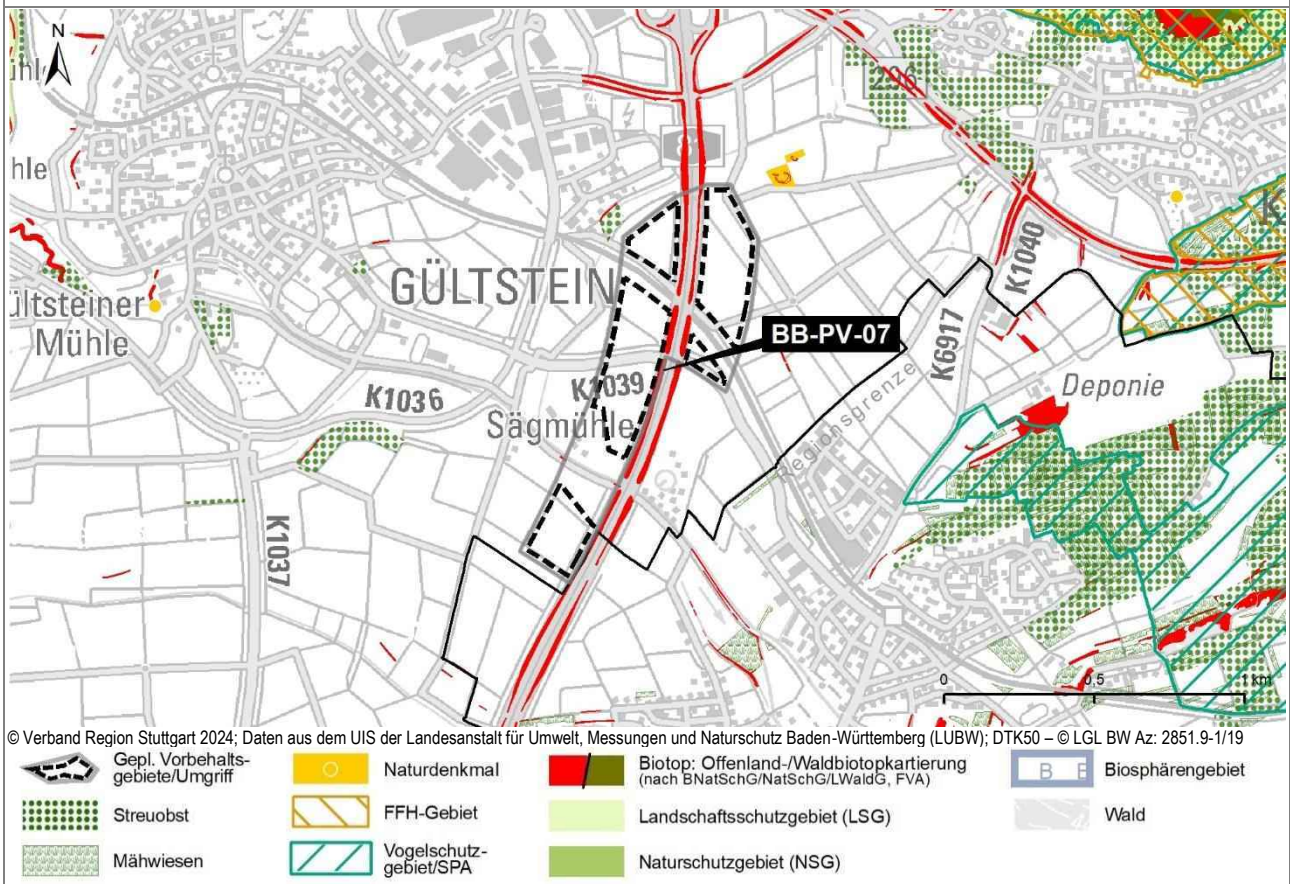 N
ühl
hle
296
81
GÜLTSTEIN
K
K1040
ültsteiner
Mühle
BB-PV-07
K6917
K1039
K1036
Sägmühle
Deponie
Regionsgrenze
K1037
0 0,5 1 km
© Verband Region Stuttgart 2024; Daten aus dem UIS der Landesanstalt für Umwelt, Messungen und Naturschutz Baden-Württemberg (LUBW); DTK50 – © LGL BW Az: 2851.9-1/19
Gepl. Vorbehalts-
gebiete/Umgriff
Naturdenkmal
Biotop: Offenland-/Waldbiotopkartierung
(nach BNatSchG/NatSchG/LWaldG, FVA)
B B
Biosphärengebiet
Streuobst
FFH-Gebiet
Landschaftsschutzgebiet (LSG)
Wald
Mähwiesen
Vogelschutz-
gebiet/SPA
Naturschutzgebiet (NSG)